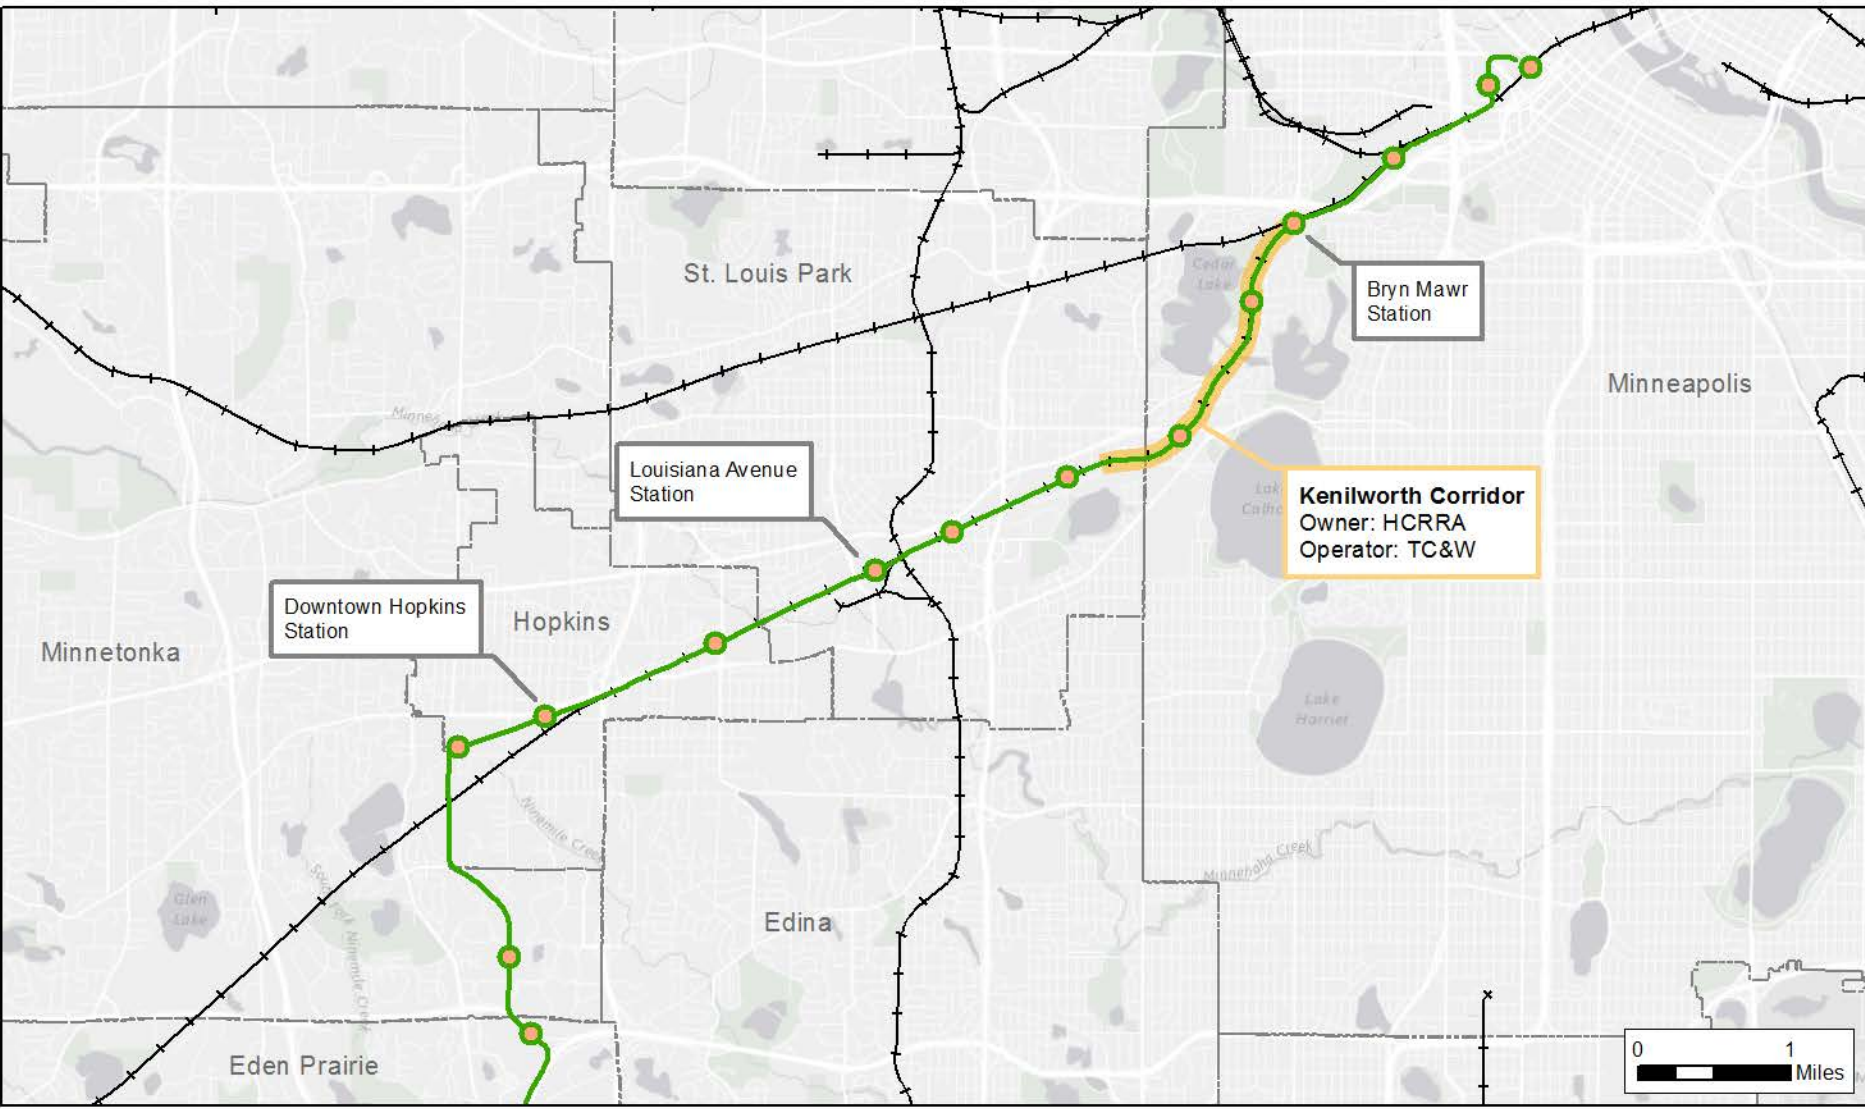 Cedar
Lake
St. Louis Park
Bryn Mawr
Station
Minneapolis
Louisiana Avenue
Station
Kenilworth Corridor
Owner: HCRRA
Operator: TC&W
Downtown Hopkins
Station
Hopkins
Minnetonka
Lake
Harriet
Ninemile Creek
Minnehaha Creek
Glen
Lake
Edina
Eden Prairie
0 1
Miles